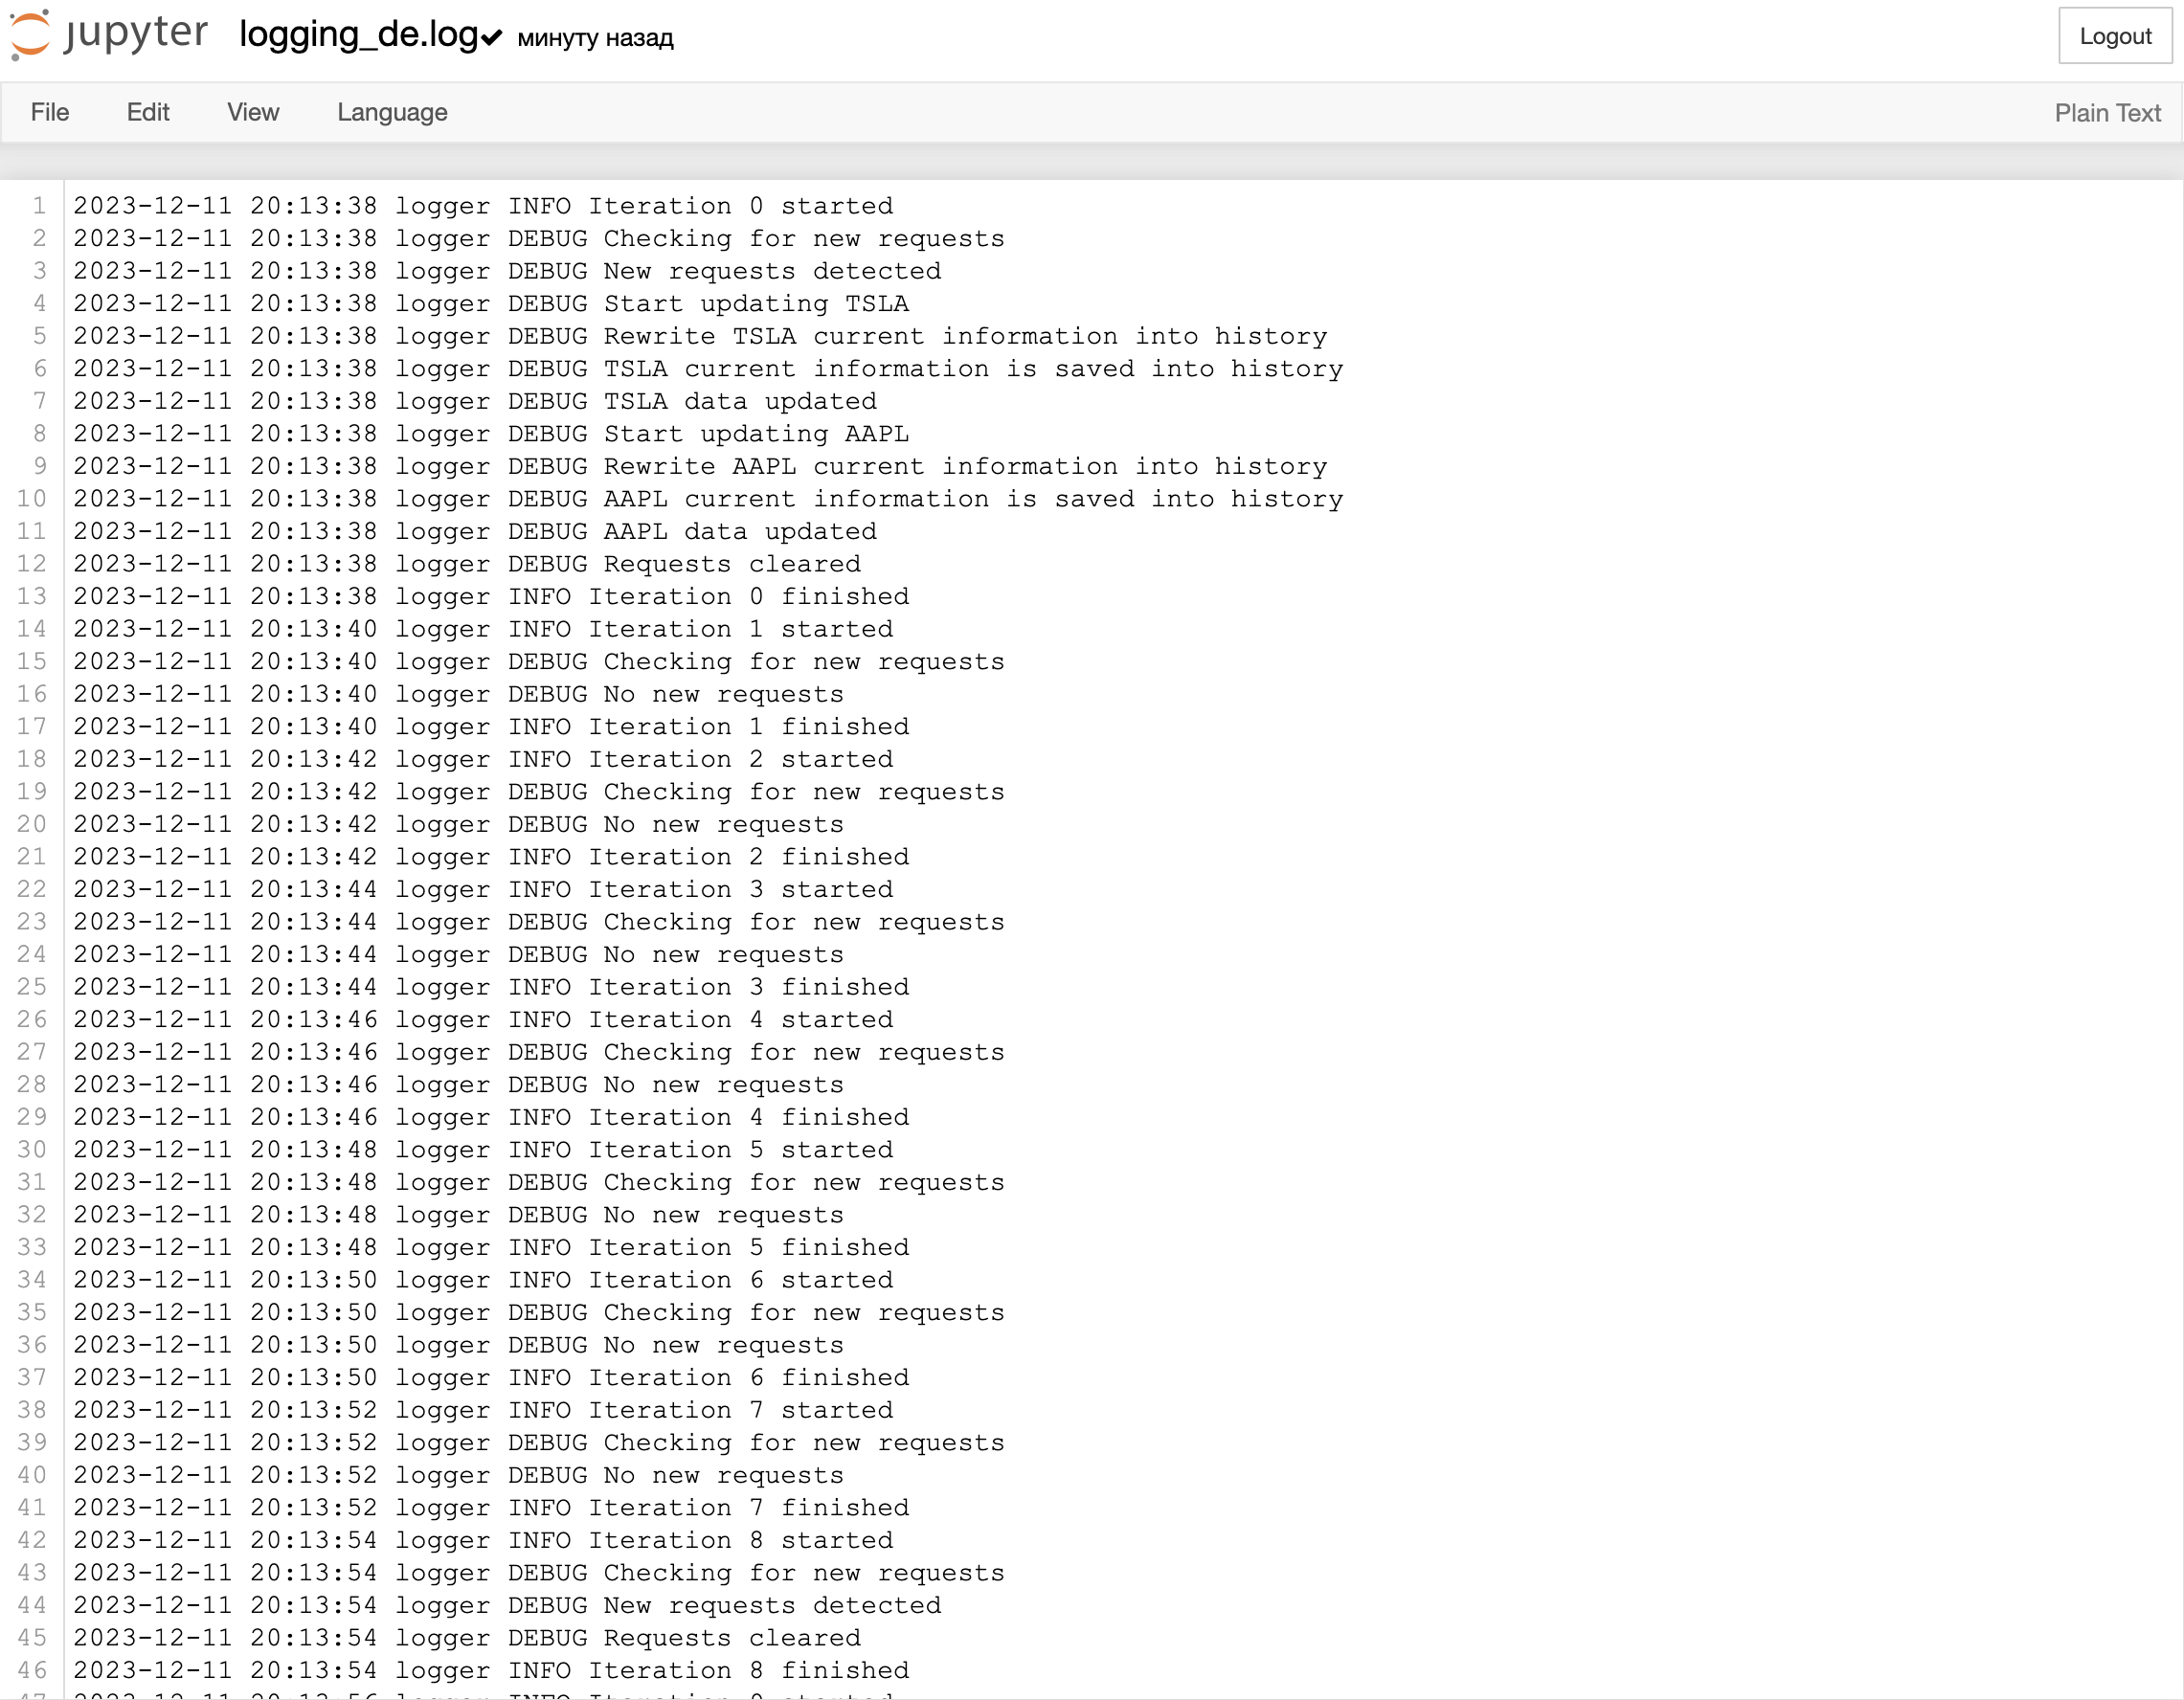 jupyter logging_de.log минуту назад Logout
File Edit View Language Plain Text
1 2023-12-11 20:13:38 logger INFO Iteration 0 started
2 2023-12-11 20:13:38 logger DEBUG Checking for new requests
3 2023-12-11 20:13:38 logger DEBUG New requests detected
4 2023-12-11 20:13:38 logger DEBUG Start updating TSLA
5 2023-12-11 20:13:38 logger DEBUG Rewrite TSLA current information into history
6 2023-12-11 20:13:38 logger DEBUG TSLA current information is saved into history
7 2023-12-11 20:13:38 logger DEBUG TSLA data updated
8 2023-12-11 20:13:38 logger DEBUG Start updating AAPL
9 2023-12-11 20:13:38 logger DEBUG Rewrite AAPL current information into history
10 2023-12-11 20:13:38 logger DEBUG AAPL current information is saved into history
11 2023-12-11 20:13:38 logger DEBUG AAPL data updated
12 2023-12-11 20:13:38 logger DEBUG Requests cleared
13 2023-12-11 20:13:38 logger INFO Iteration 0 finished
14 2023-12-11 20:13:40 logger INFO Iteration 1 started
15 2023-12-11 20:13:40 logger DEBUG Checking for new requests
16 2023-12-11 20:13:40 logger DEBUG No new requests
17 2023-12-11 20:13:40 logger INFO Iteration 1 finished
18 2023-12-11 20:13:42 logger INFO Iteration 2 started
19 2023-12-11 20:13:42 logger DEBUG Checking for new requests
20 2023-12-11 20:13:42 logger DEBUG No new requests
21 2023-12-11 20:13:42 logger INFO Iteration 2 finished
22 2023-12-11 20:13:44 logger INFO Iteration 3 started
23 2023-12-11 20:13:44 logger DEBUG Checking for new requests
24 2023-12-11 20:13:44 logger DEBUG No new requests
25 2023-12-11 20:13:44 logger INFO Iteration 3 finished
26 2023-12-11 20:13:46 logger INFO Iteration 4 started
27 2023-12-11 20:13:46 logger DEBUG Checking for new requests
28 2023-12-11 20:13:46 logger DEBUG No new requests
29 2023-12-11 20:13:46 logger INFO Iteration 4 finished
30 2023-12-11 20:13:48 logger INFO Iteration 5 started
31 2023-12-11 20:13:48 logger DEBUG Checking for new requests
32 2023-12-11 20:13:48 logger DEBUG No new requests
33 2023-12-11 20:13:48 logger INFO Iteration 5 finished
34 2023-12-11 20:13:50 logger INFO Iteration 6 started
35 2023-12-11 20:13:50 logger DEBUG Checking for new requests
36 2023-12-11 20:13:50 logger DEBUG No new requests
37 2023-12-11 20:13:50 logger INFO Iteration 6 finished
38 2023-12-11 20:13:52 logger INFO Iteration 7 started
39 2023-12-11 20:13:52 logger DEBUG Checking for new requests
40 2023-12-11 20:13:52 logger DEBUG No new requests
41 2023-12-11 20:13:52 logger INFO Iteration 7 finished
42 2023-12-11 20:13:54 logger INFO Iteration 8 started
43 2023-12-11 20:13:54 logger DEBUG Checking for new requests
44 2023-12-11 20:13:54 logger DEBUG New requests detected
45 2023-12-11 20:13:54 logger DEBUG Requests cleared
46 2023-12-11 20:13:54 logger INFO Iteration 8 finished